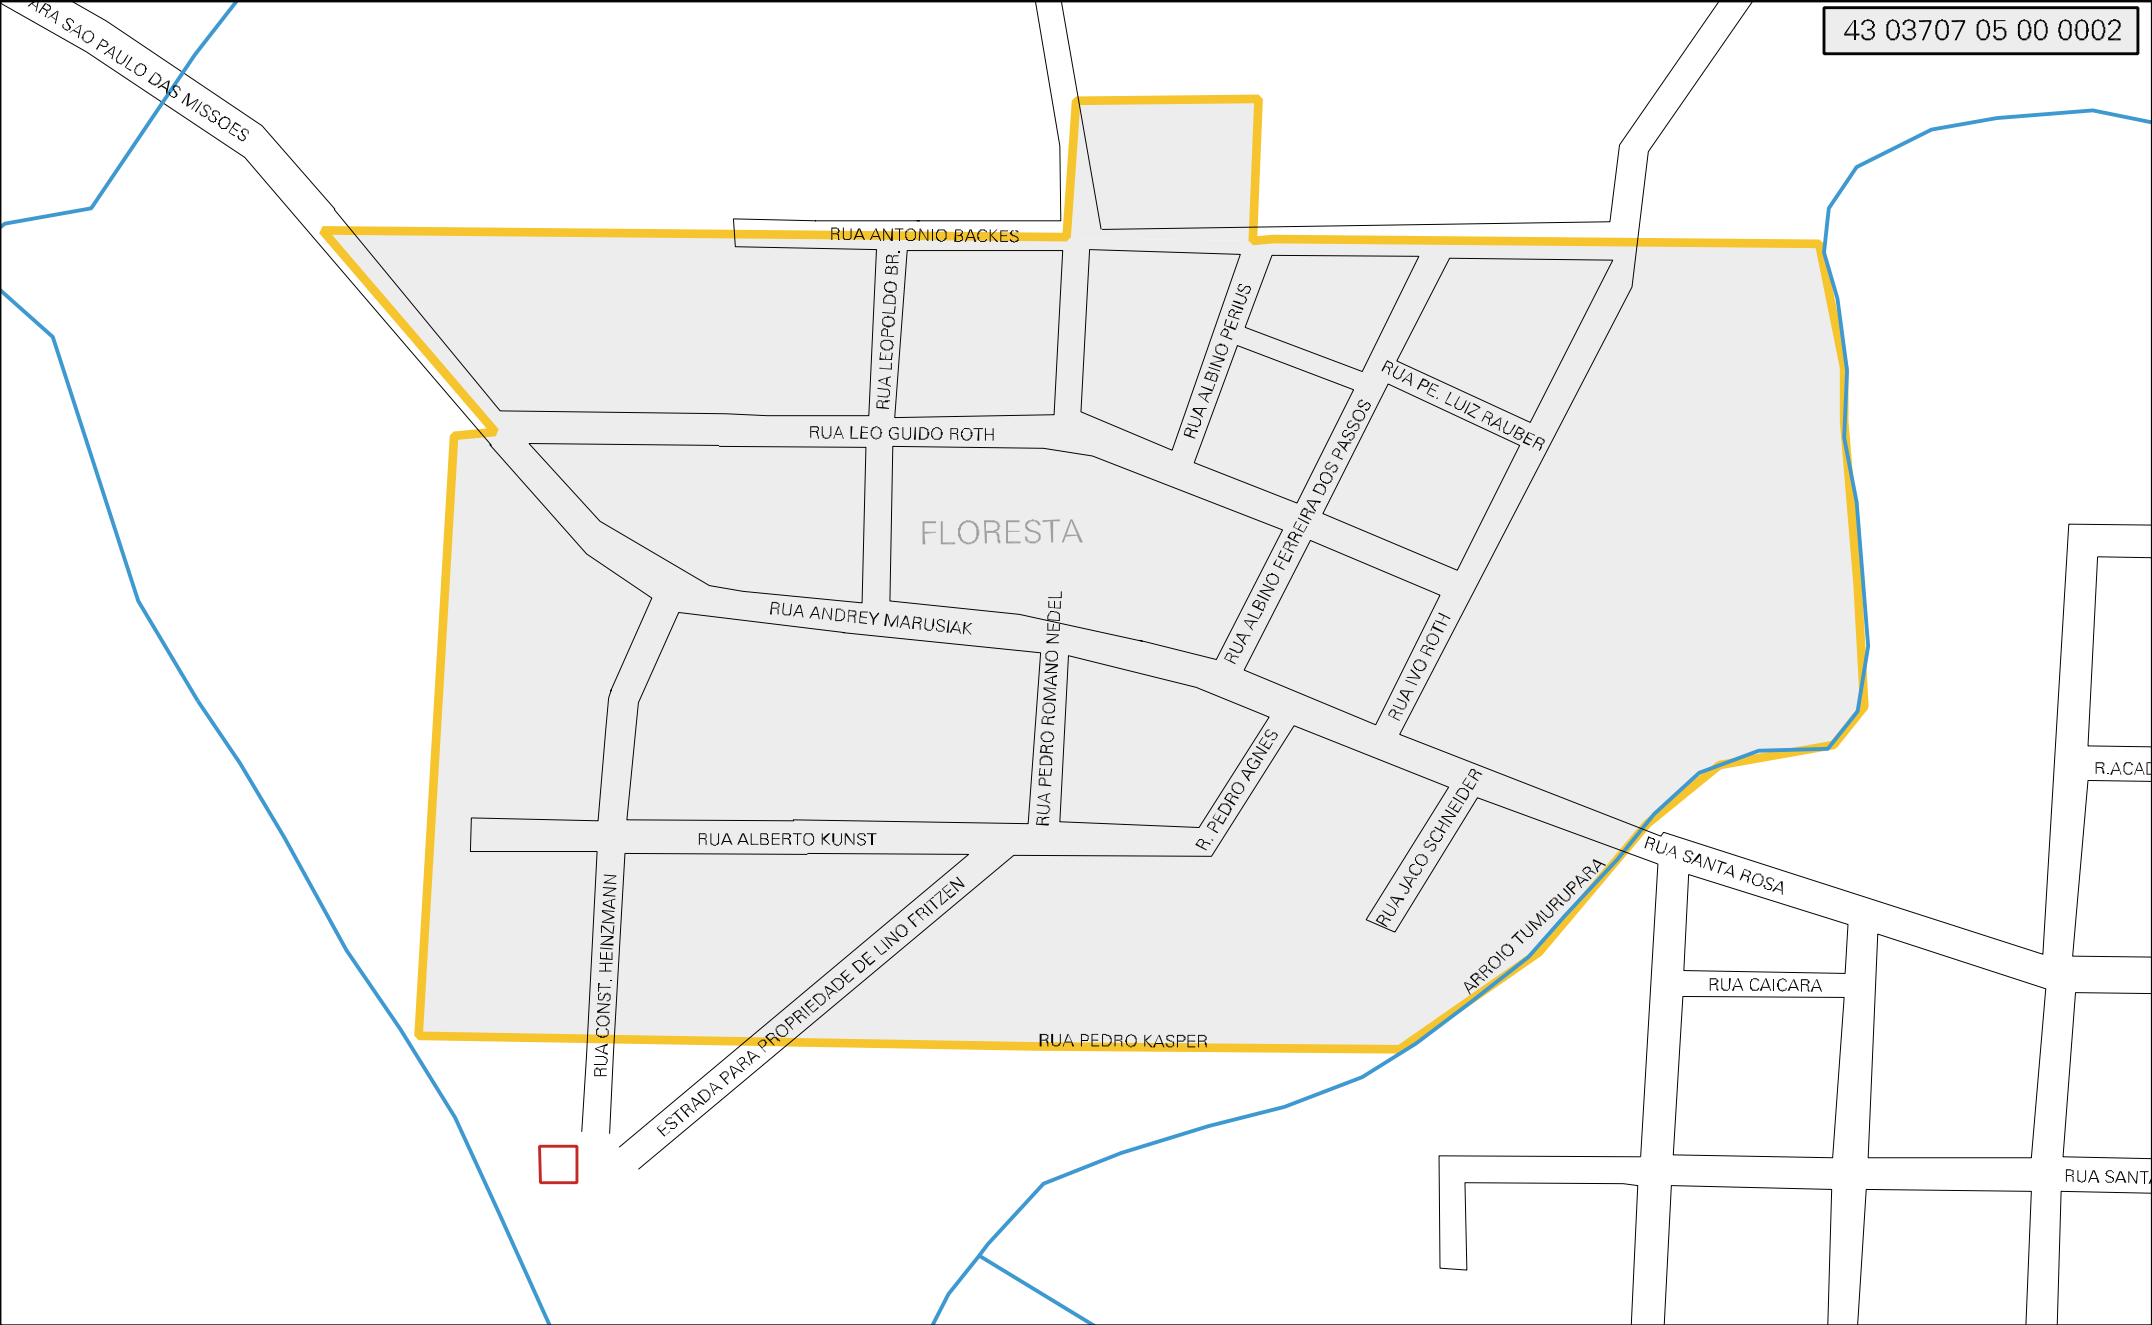 43 03707 05 00 0002
ARA SAO PAULO DAS MISSOES
RUA ANTONIO BACKES
RUA LEOPOLDO BR.
RUA ALBINO PERIUS
RUA PE. LUIZ RAUBER
RUA LEO GUIDO ROTH
RUA ALBINO FERREIRA DOS PASSOS
FLORESTA
RUA ANDREY MARUSIAK
RUA PEDRO ROMANO NEDEL
RUA IVO ROTH
R. PEDRO AGNES
RUA JACO SCHNEIDER
R.ACAD
RUA ALBERTO KUNST
RUA SANTA ROSA
ARROIO TUMURUPARA
RUA CONST. HEINZMANN
ESTRADA PARA PROPRIEDADE DE LINO FRITZEN
RUA CAICARA
RUA PEDRO KASPER
RUA SANTA